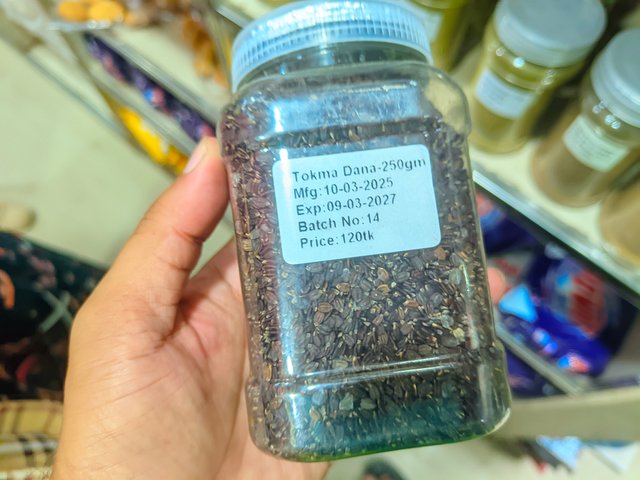 Tokma Dana-250gm
Mfg:10-03-2025
Exp:09-03-2027
Batch No:14
Price:120tk